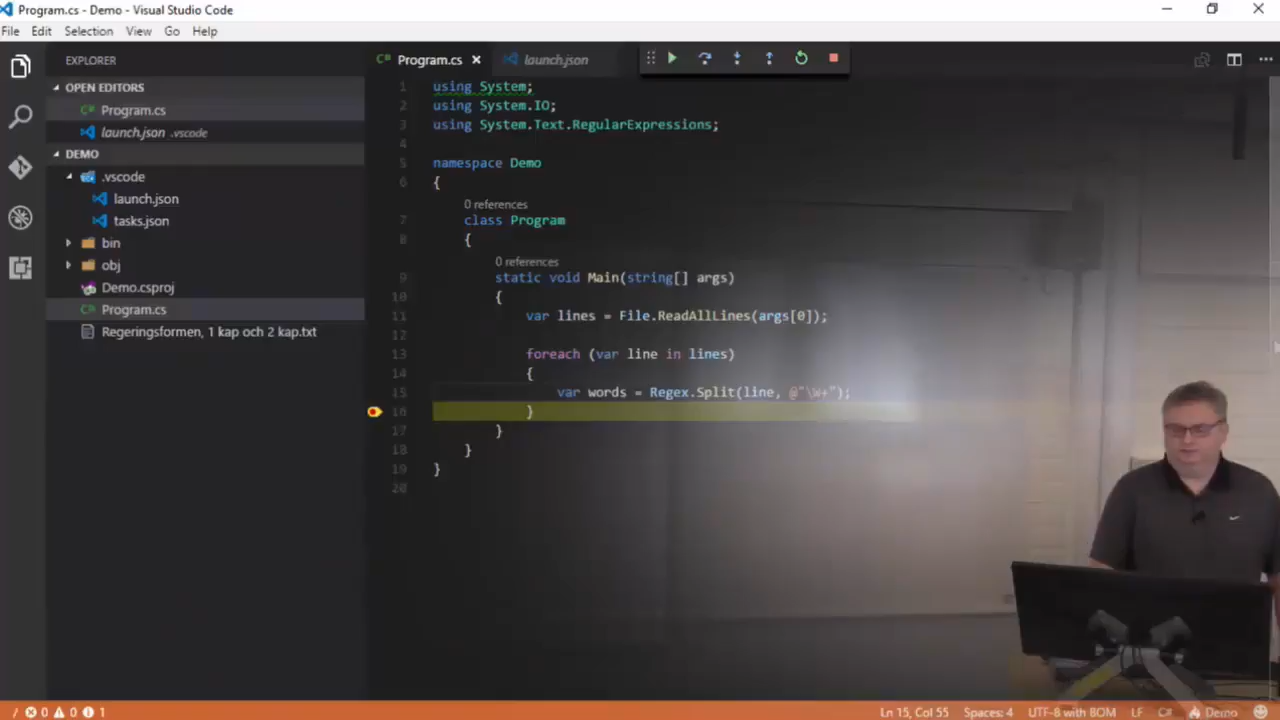 Program.cs - Demo - Visual Studio Code
File Edit Selection View Go Help
EXPLORER
OPEN EDITORS
Program.cs
launch.json .vscode
DEMO
.vscode
launch.json
tasks.json
bin
obj
Demo.csproj
Program.cs
Regeringsformen, 1 kap och 2 kap.txt
Program.cs
launch.json
1 using System;
2 using System.IO;
3 using System.Text.RegularExpressions;
4
5 namespace Demo
6 {
0 references
7 class Program
8 {
0 references
9 static void Main(string[] args)
10 {
11 var lines = File.ReadAllLines(args[0]);
12
13 foreach (var line in lines)
14 {
15 var words = Regex.Split(line, @"\W+");
16 }
17 }
18 }
19 }
20
0 0 1
Ln 15, Col 55 Spaces: 4 UTF-8 with BOM LF C# Demo